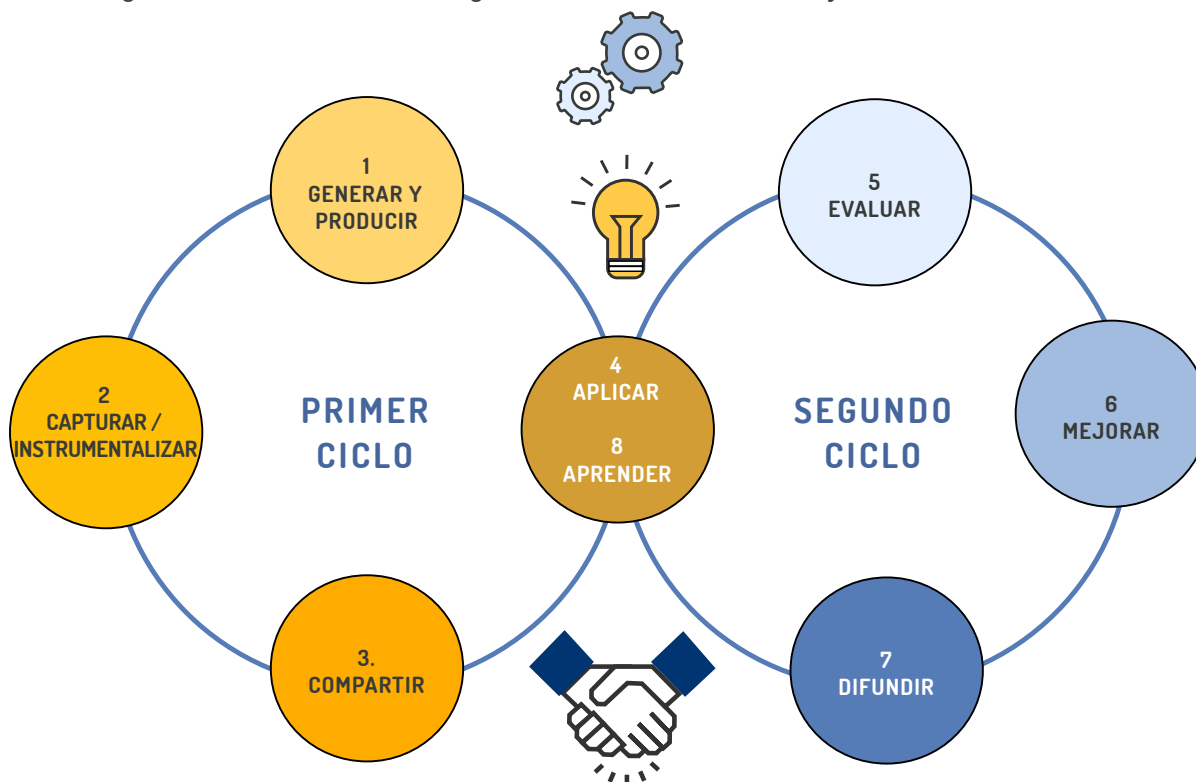 1
GENERAR Y
PRODUCIR
5
EVALUAR
2
CAPTURAR /
INSTRUMENTALIZAR
PRIMER
CICLO
4
APLICAR
8
APRENDER
SEGUNDO
CICLO
6
MEJORAR
3.
COMPARTIR
7
DIFUNDIR